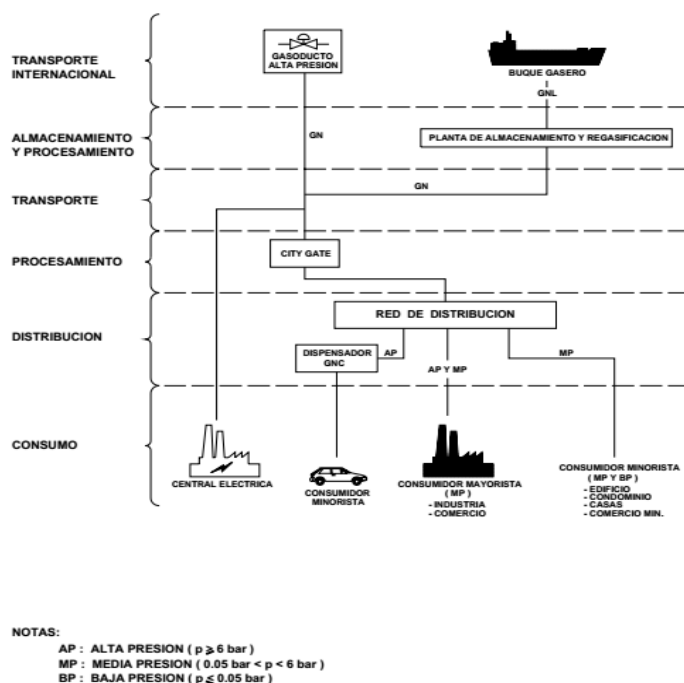 TRANSPORTE
INTERNACIONAL
GASODUCTO
ALTA PRESION
BUQUE GASERO
GNL
ALMACENAMIENTO
Y PROCESAMIENTO
GN
PLANTA DE ALMACENAMIENTO Y REGASIFICACION
GN
TRANSPORTE
PROCESAMIENTO
CITY GATE
DISTRIBUCION
RED DE DISTRIBUCION
DISPENSADOR
GNC
AP
AP Y MP
MP
CONSUMO
CENTRAL ELECTRICA
CONSUMIDOR
MINORISTA
CONSUMIDOR MAYORISTA
( MP )
- INDUSTRIA
- COMERCIO
CONSUMIDOR MINORISTA
( MP Y BP )
- EDIFICIO
- CONDOMINIO
- CASAS
- COMERCIO MIN.
NOTAS:
AP : ALTA PRESION ( p ⩾ 6 bar )
MP : MEDIA PRESION ( 0.05 bar < p < 6 bar )
BP : BAJA PRESION ( p ⩽ 0.05 bar )